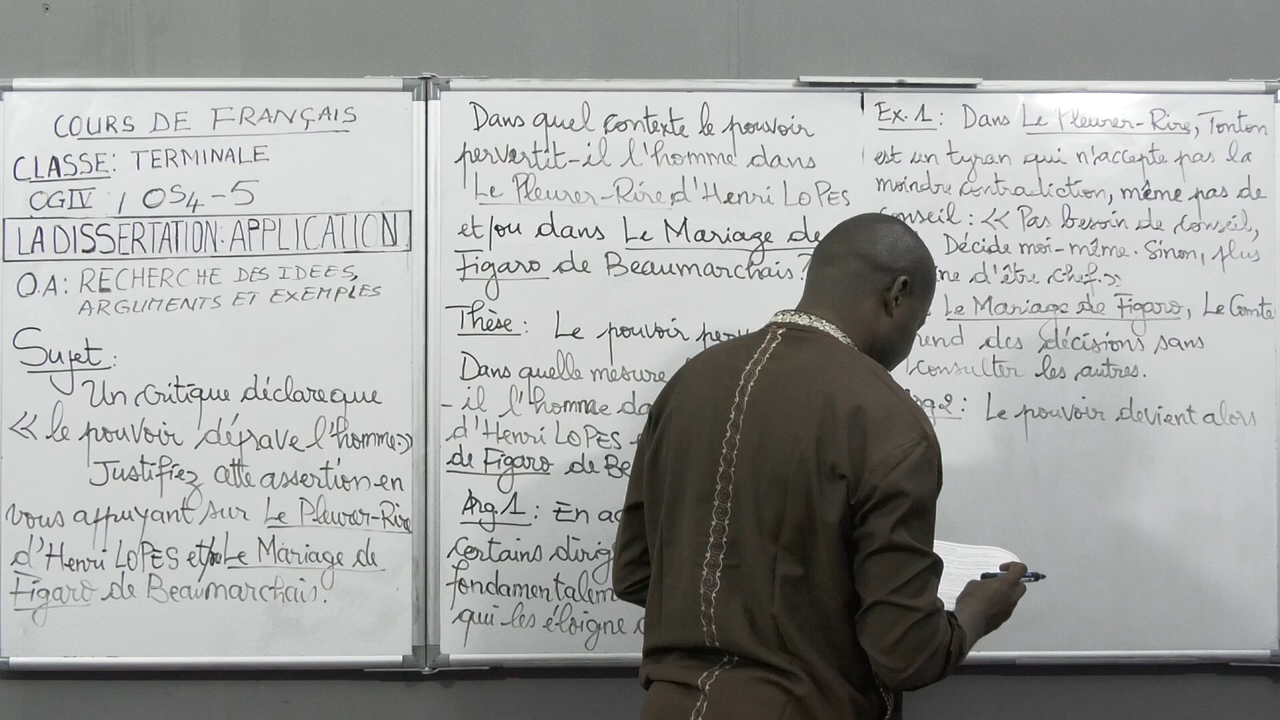 COURS DE FRANÇAIS
CLASSE: TERMINALE
CGIV / OS4-5
LA DISSERTATION: APPLICATION
O.A: RECHERCHE DES IDEES,
ARGUMENTS ET EXEMPLES
Sujet:
Un critique déclare que
<< le pouvoir déprave l'homme>>
Justifiez cette assertion en
vous appuyant sur Le Pleurer-Rire
d'Henri LOPES et/ou Le Mariage de
Figaro de Beaumarchais.
Dans quel contexte le pouvoir
pervertit-il l'homme dans
Le Pleurer-Rire d'Henri LOPES
et/ou dans Le Mariage de
Figaro de Beaumarchais?
Thèse: Le pouvoir
Dans quelle mesure
-il l'homme
d'Henri LOPES
de Figaro de
Arg.1: En
Certains
qui les éloigne
Ex.1: Dans Le Pleurer-Rire, Tonton
est un tyran qui n'accepte pas la
moindre contradiction, même pas de
conseil: << Pas besoin de conseil,
Décide moi-même. Sinon, plus
d'être chef.>>
Le Mariage de Figaro, Le Comte
des décisions sans
consulter les autres.
Le pouvoir devient alors